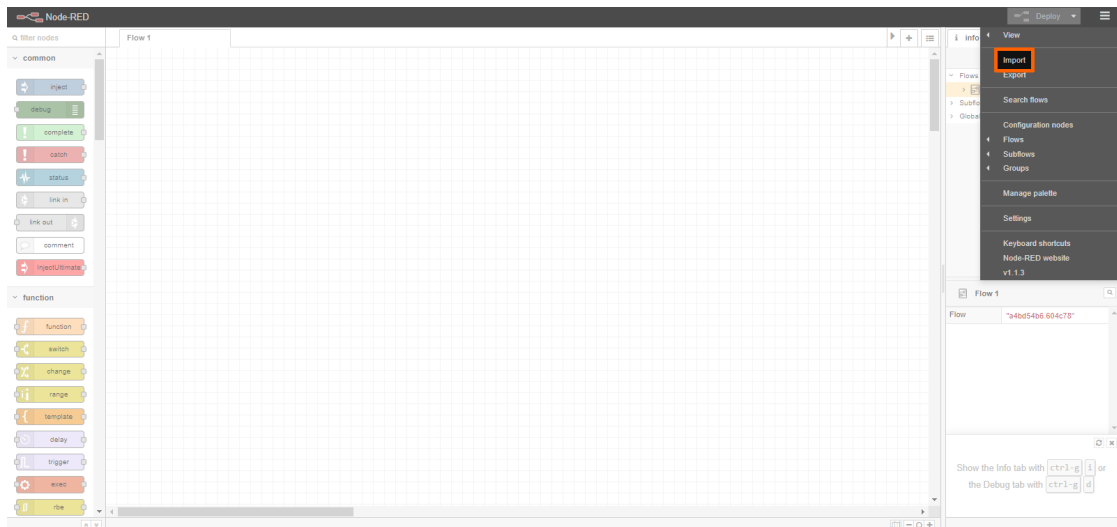 Node-RED
Deploy
filter nodes
Flow 1
info
View
Import
Export
Search flows
Configuration nodes
Flows
Subflows
Groups
Manage palette
Settings
Keyboard shortcuts
Node-RED website
v1.1.3
common
inject
debug
complete
catch
status
link in
link out
comment
InjectUltimate
function
function
switch
change
range
template
delay
trigger
exec
rbe
Flows
Subflo
Global
Flow 1
Flow "a4bd54b6.604c78"
Show the Info tab with ctrl-g i or
the Debug tab with ctrl-g d